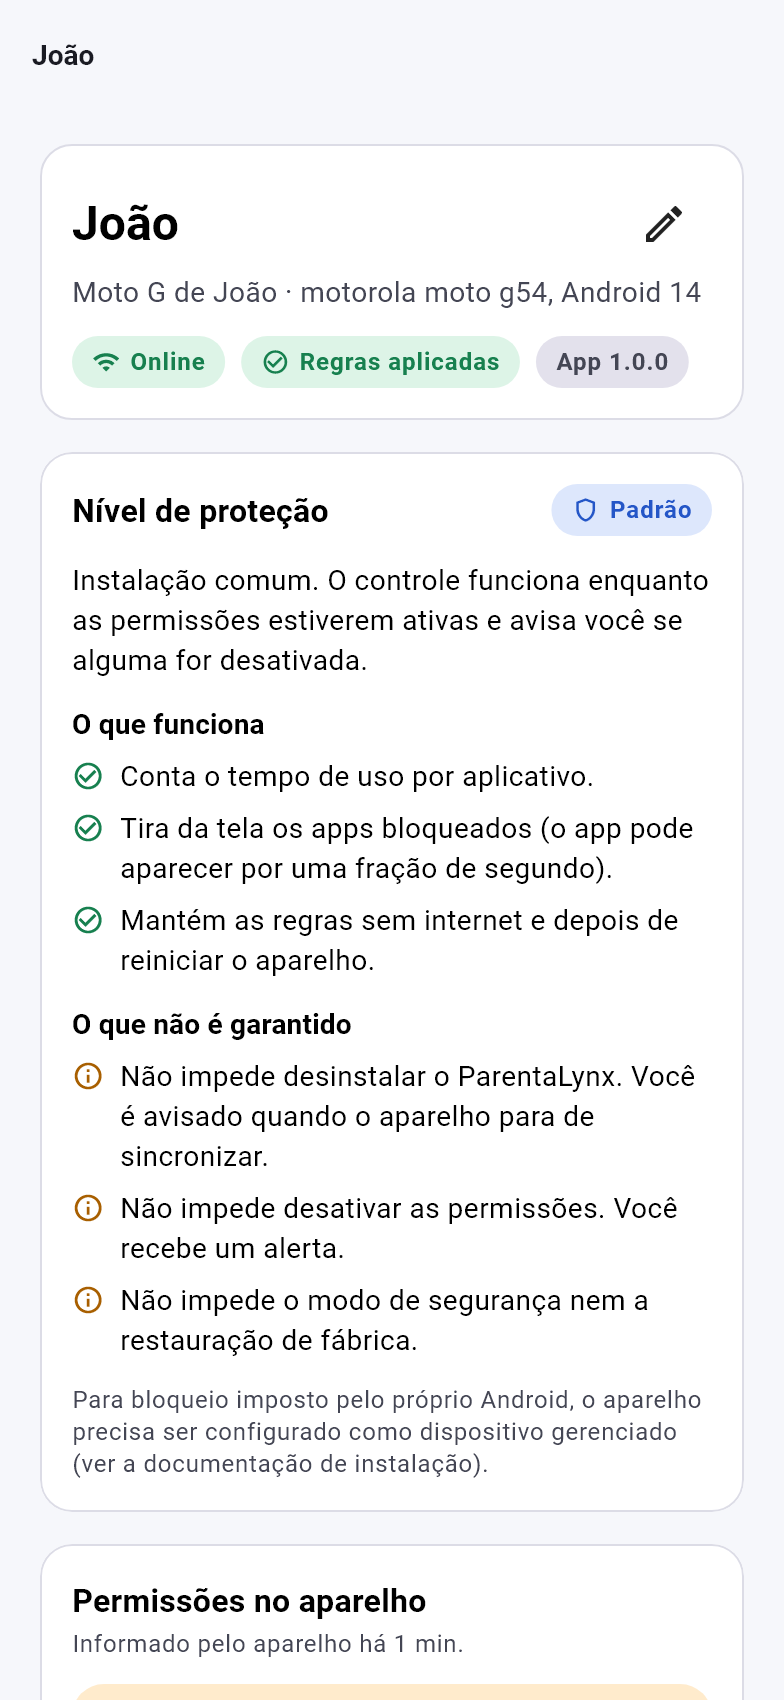 João
João
Moto G de João · motorola moto g54, Android 14
Online
Regras aplicadas
App 1.0.0
Nível de proteção
Padrão
Instalação comum. O controle funciona enquanto
as permissões estiverem ativas e avisa você se
alguma for desativada.
O que funciona
Conta o tempo de uso por aplicativo.
Tira da tela os apps bloqueados (o app pode
aparecer por uma fração de segundo).
Mantém as regras sem internet e depois de
reiniciar o aparelho.
O que não é garantido
Não impede desinstalar o ParentaLynx. Você
é avisado quando o aparelho para de
sincronizar.
Não impede desativar as permissões. Você
recebe um alerta.
Não impede o modo de segurança nem a
restauração de fábrica.
Para bloqueio imposto pelo próprio Android, o aparelho
precisa ser configurado como dispositivo gerenciado
(ver a documentação de instalação).
Permissões no aparelho
Informado pelo aparelho há 1 min.